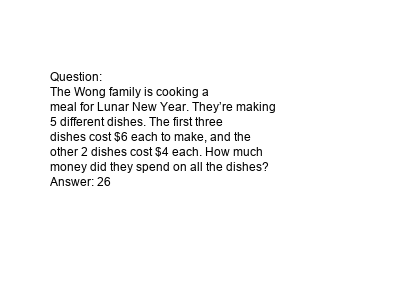 Question:
The Wong family is cooking a
meal for Lunar New Year. They’re making
5 different dishes. The first three
dishes cost $6 each to make, and the
other 2 dishes cost $4 each. How much
money did they spend on all the dishes?
Answer: 26